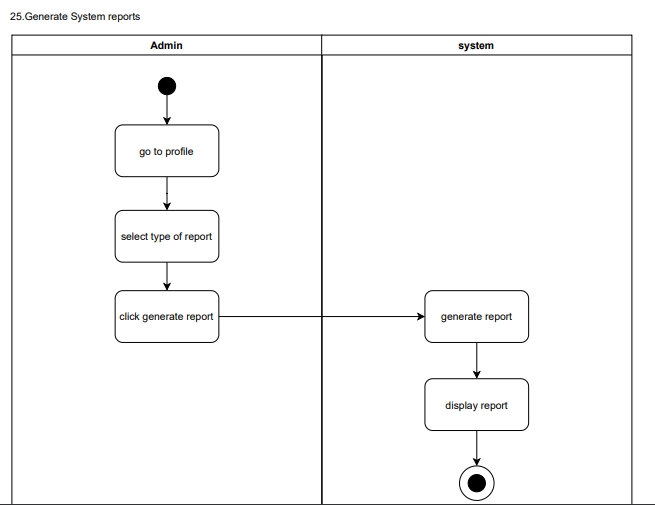 25.Generate System reports
Admin
system
go to profile
select type of report
click generate report
generate report
display report